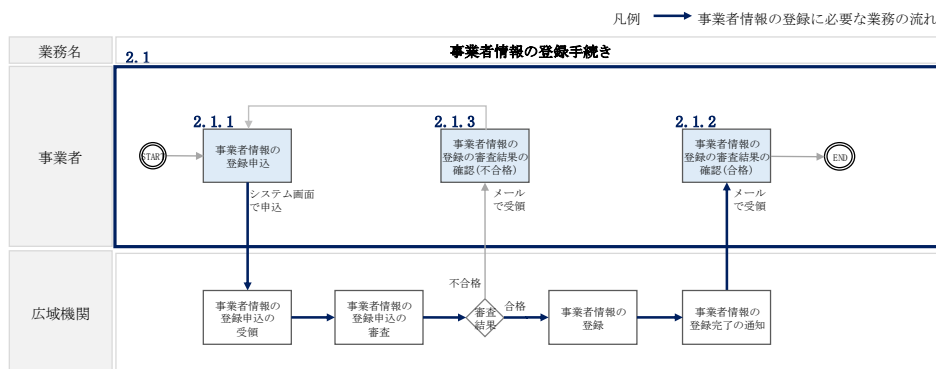 凡例 事業者情報の登録に必要な業務の流れ
業務名
2.1
事業者情報の登録手続き
事業者
START
2.1.1
事業者情報の
登録申込
2.1.3
事業者情報の
登録の審査結果の
確認(不合格)
2.1.2
事業者情報の
登録の審査結果の
確認(合格)
END
システム画面
で申込
メール
で受領
メール
で受領
広域機関
事業者情報の
登録申込の
受領
事業者情報の
登録申込の
審査
不合格
審査
結果
合格
事業者情報の
登録
事業者情報の
登録完了の通知